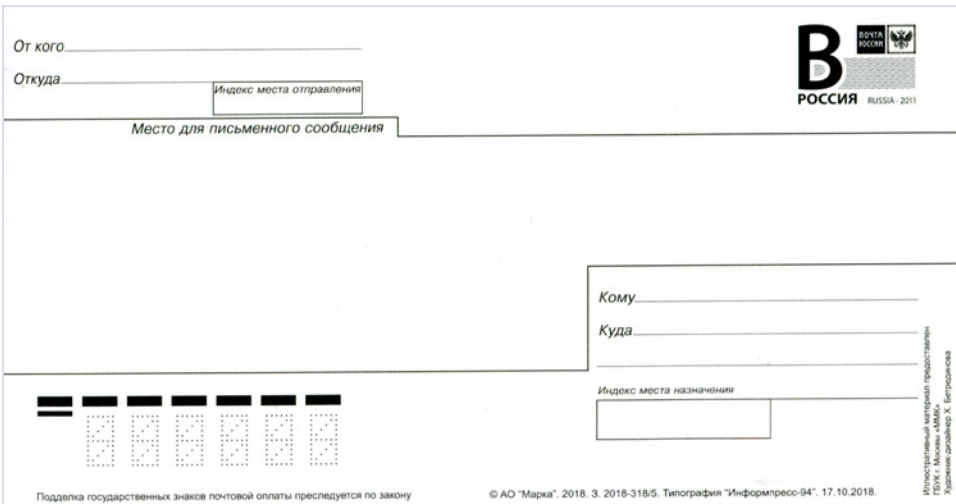 От кого
Откуда
Индекс места отправления
Место для письменного сообщения
В
ПОЧТА
РОССИИ
РОССИЯ RUSSIA - 2011
Кому
Куда
Индекс места назначения
Иллюстративный материал предоставлен
ГБУК г. Москвы «ММК»
Художник-дизайнер Х. Бетрединова
Подделка государственных знаков почтовой оплаты преследуется по закону
© АО "Марка". 2018. З. 2018-318/5. Типография "Информпресс-94". 17.10.2018.